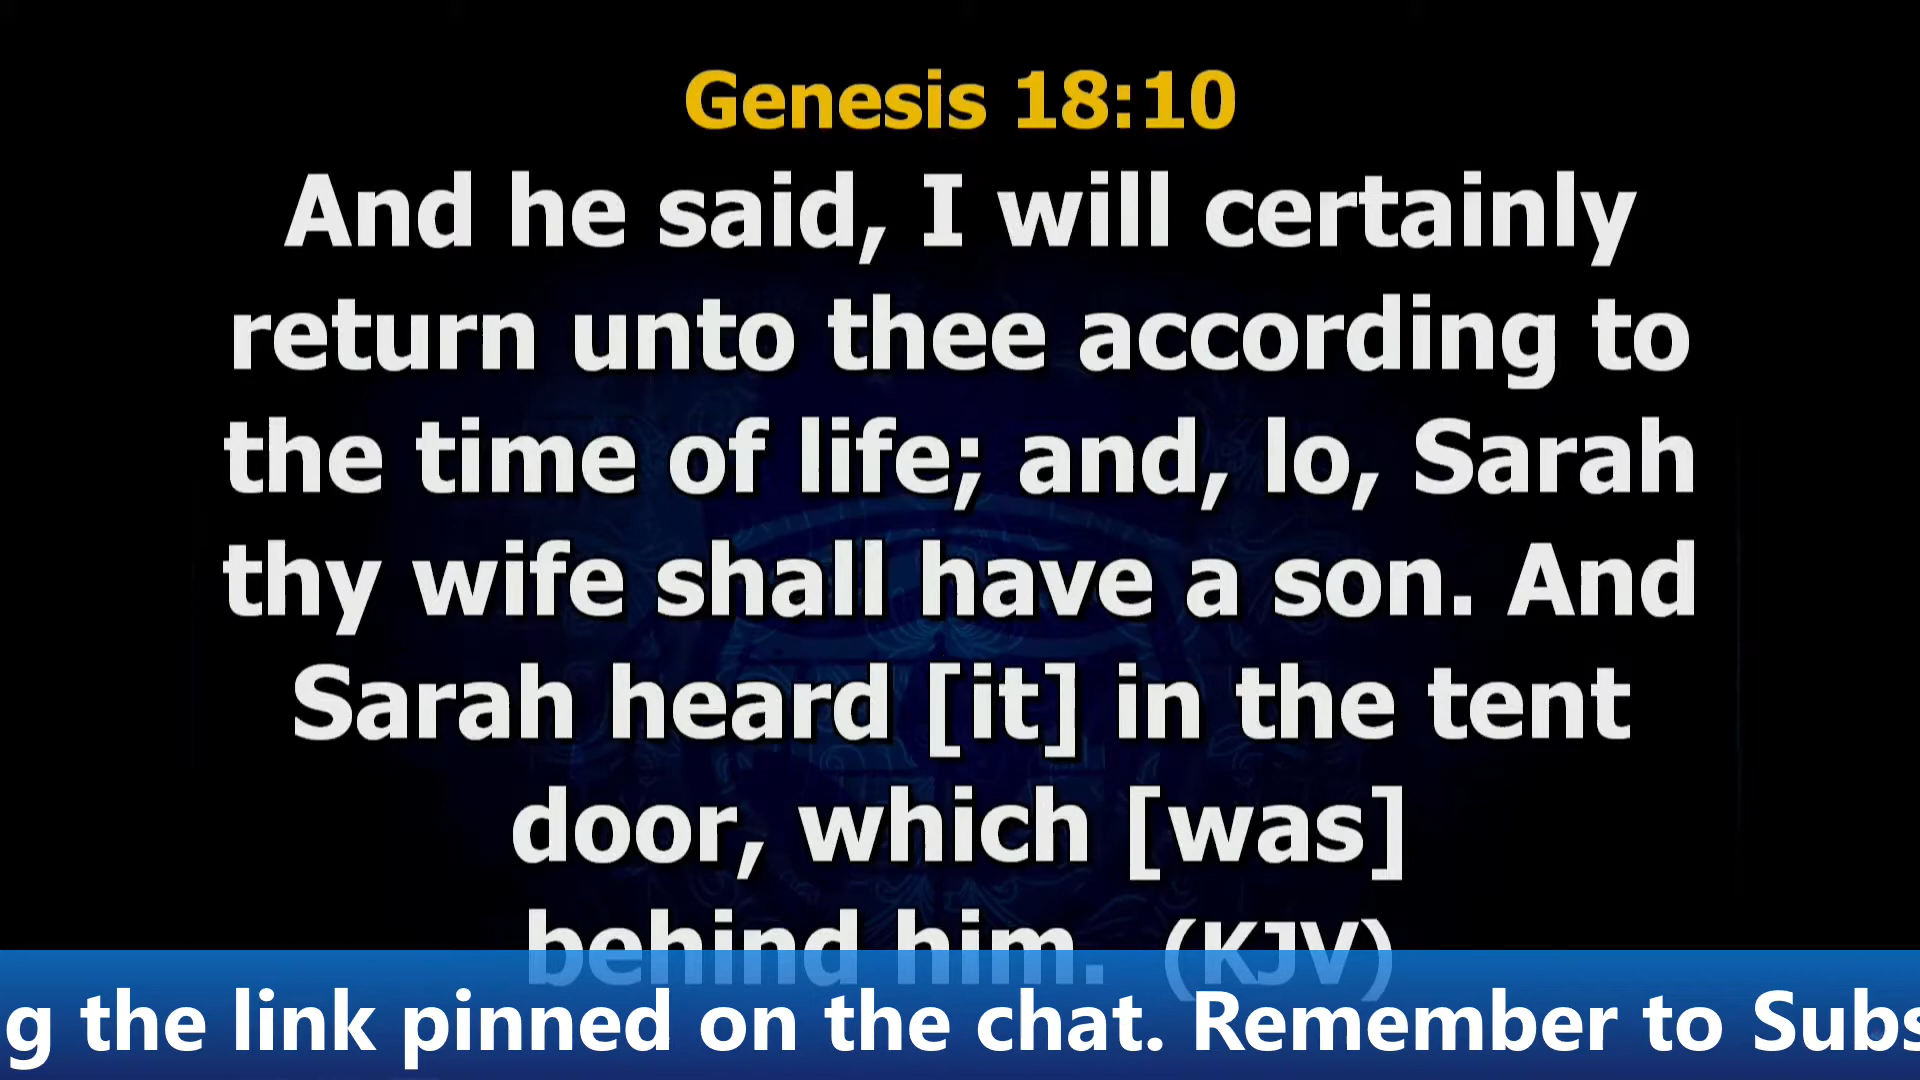 Genesis 18:10
And he said, I will certainly
return unto thee according to
the time of life; and, lo, Sarah
thy wife shall have a son. And
Sarah heard [it] in the tent
door, which [was]
behind him. (KJV)
g the link pinned on the chat. Remember to Subs